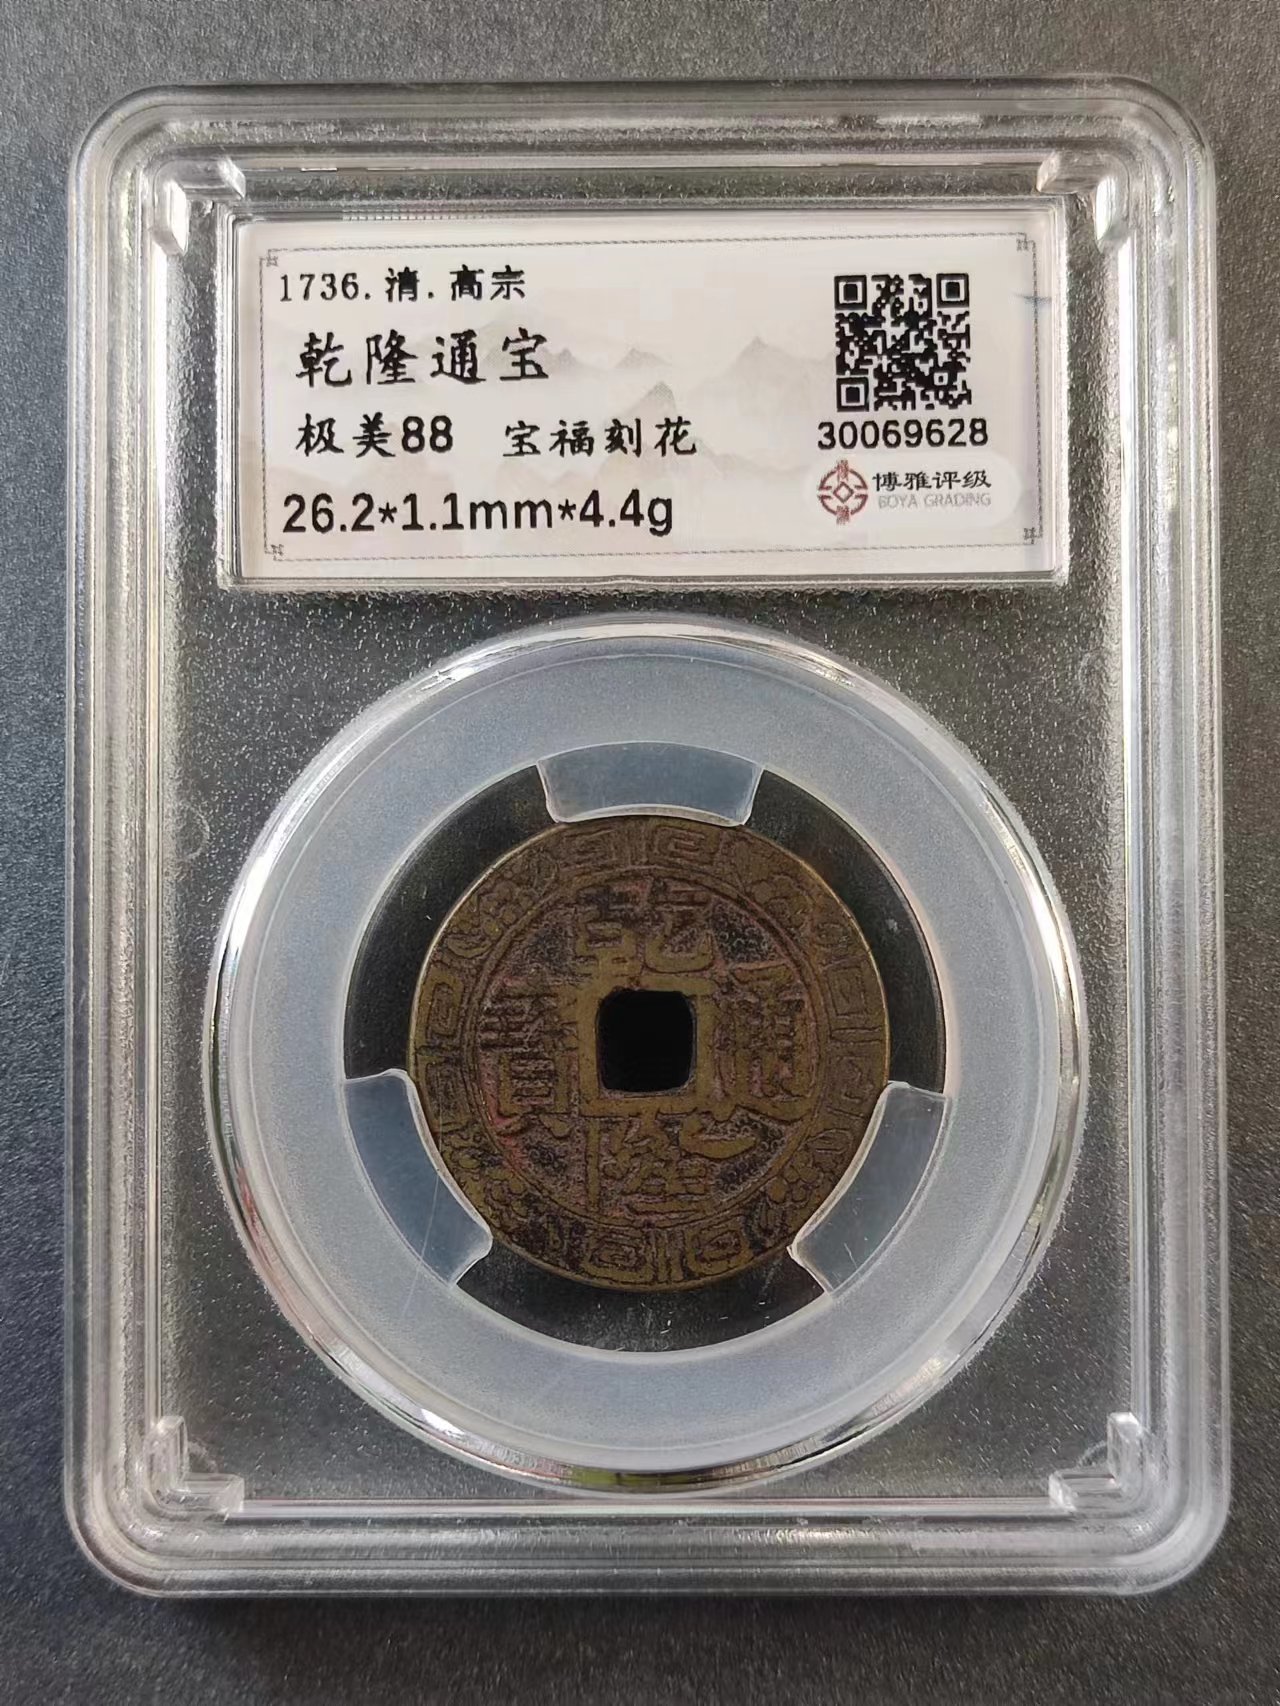 1736.清.高宗
乾隆通宝
极美88 宝福刻花
26.2*1.1mm*4.4g
30069628
博雅评级
BOYA GRADING
乾
寶 通
隆